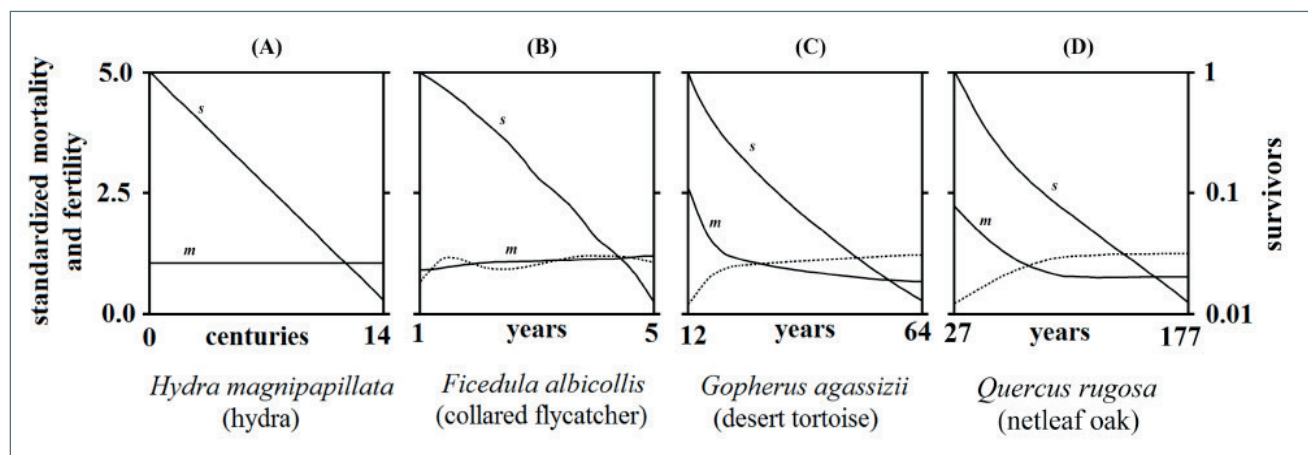 (A) (B) (C) (D)
standardized mortality
and fertility
5.0
2.5
0.0
s
m
s
m
s
m
s
m
1
0.1
0.01
survivors
0 centuries 14
1 years 5
12 years 64
27 years 177
Hydra magnipapillata
(hydra)
Ficedula albicollis
(collared flycatcher)
Gopherus agassizii
(desert tortoise)
Quercus rugosa
(netleaf oak)